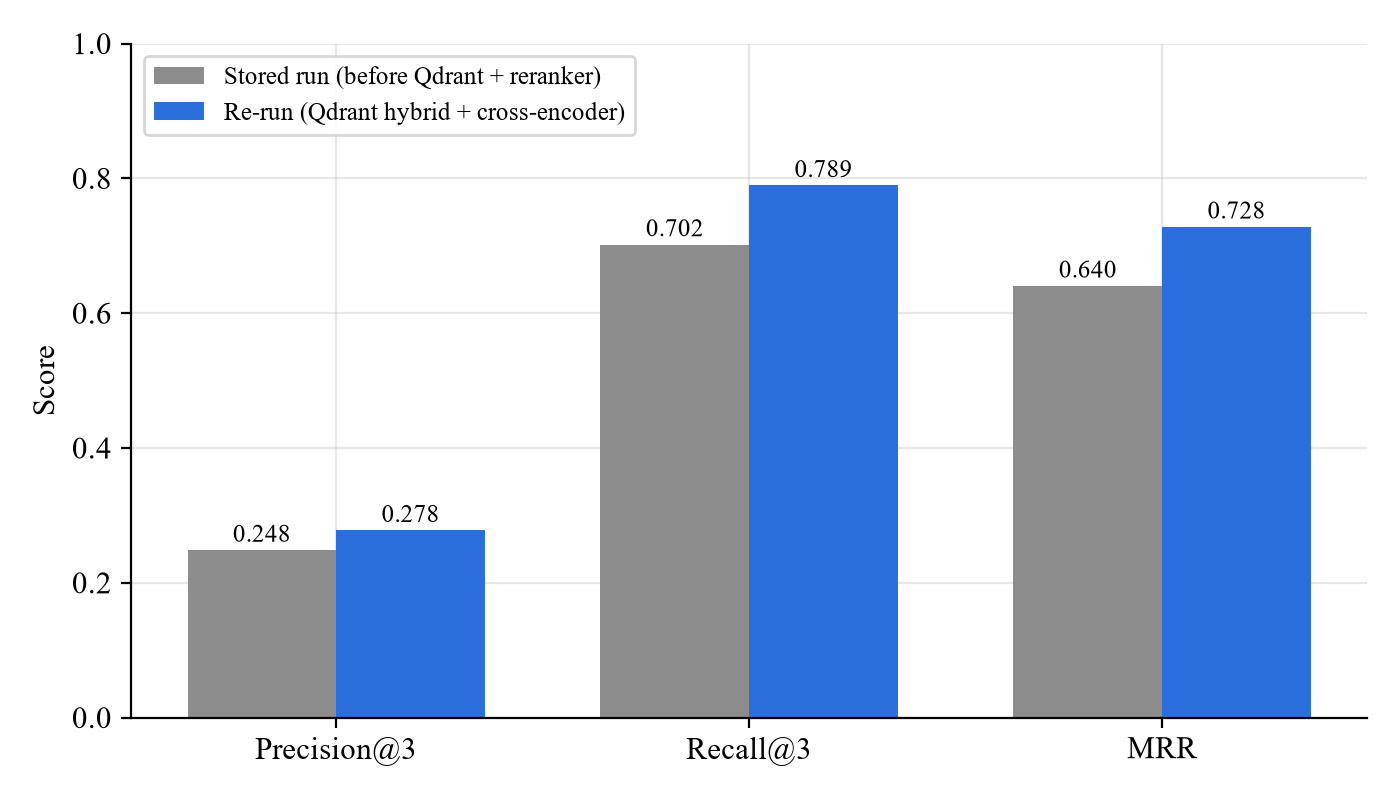 1.0
Stored run (before Qdrant + reranker)
Re-run (Qdrant hybrid + cross-encoder)
0.8
0.789
0.728
0.702
0.640
0.6
Score
0.4
0.278
0.248
0.2
0.0
Precision@3
Recall@3
MRR